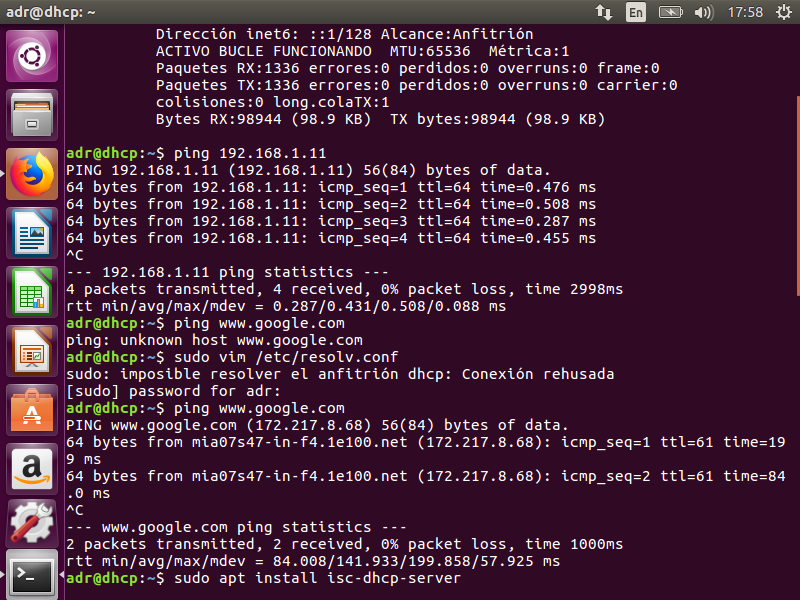 adr@dhcp: ~
En
17:58
Dirección inet6: ::1/128 Alcance:Anfitrión
ACTIVO BUCLE FUNCIONANDO  MTU:65536  Métrica:1
Paquetes RX:1336 errores:0 perdidos:0 overruns:0 frame:0
Paquetes TX:1336 errores:0 perdidos:0 overruns:0 carrier:0
colisiones:0 long.colaTX:1
Bytes RX:98944 (98.9 KB)  TX bytes:98944 (98.9 KB)
adr@dhcp:~$ ping 192.168.1.11
PING 192.168.1.11 (192.168.1.11) 56(84) bytes of data.
64 bytes from 192.168.1.11: icmp_seq=1 ttl=64 time=0.476 ms
64 bytes from 192.168.1.11: icmp_seq=2 ttl=64 time=0.508 ms
64 bytes from 192.168.1.11: icmp_seq=3 ttl=64 time=0.287 ms
64 bytes from 192.168.1.11: icmp_seq=4 ttl=64 time=0.455 ms
^C
--- 192.168.1.11 ping statistics ---
4 packets transmitted, 4 received, 0% packet loss, time 2998ms
rtt min/avg/max/mdev = 0.287/0.431/0.508/0.088 ms
adr@dhcp:~$ ping www.google.com
ping: unknown host www.google.com
adr@dhcp:~$ sudo vim /etc/resolv.conf
sudo: imposible resolver el anfitrión dhcp: Conexión rehusada
[sudo] password for adr:
adr@dhcp:~$ ping www.google.com
PING www.google.com (172.217.8.68) 56(84) bytes of data.
64 bytes from mia07s47-in-f4.1e100.net (172.217.8.68): icmp_seq=1 ttl=61 time=19
9 ms
64 bytes from mia07s47-in-f4.1e100.net (172.217.8.68): icmp_seq=2 ttl=61 time=84
.0 ms
^C
--- www.google.com ping statistics ---
2 packets transmitted, 2 received, 0% packet loss, time 1000ms
rtt min/avg/max/mdev = 84.008/141.933/199.858/57.925 ms
adr@dhcp:~$ sudo apt install isc-dhcp-server